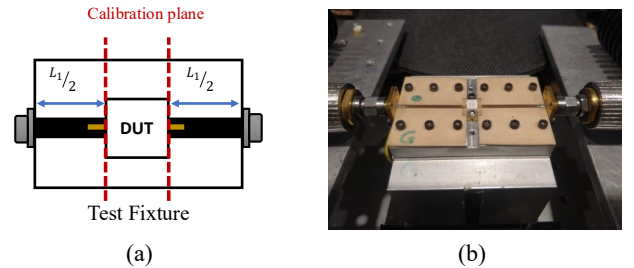 Calibration plane
L₁/2
L₁/2
DUT
Test Fixture
(a)
(b)